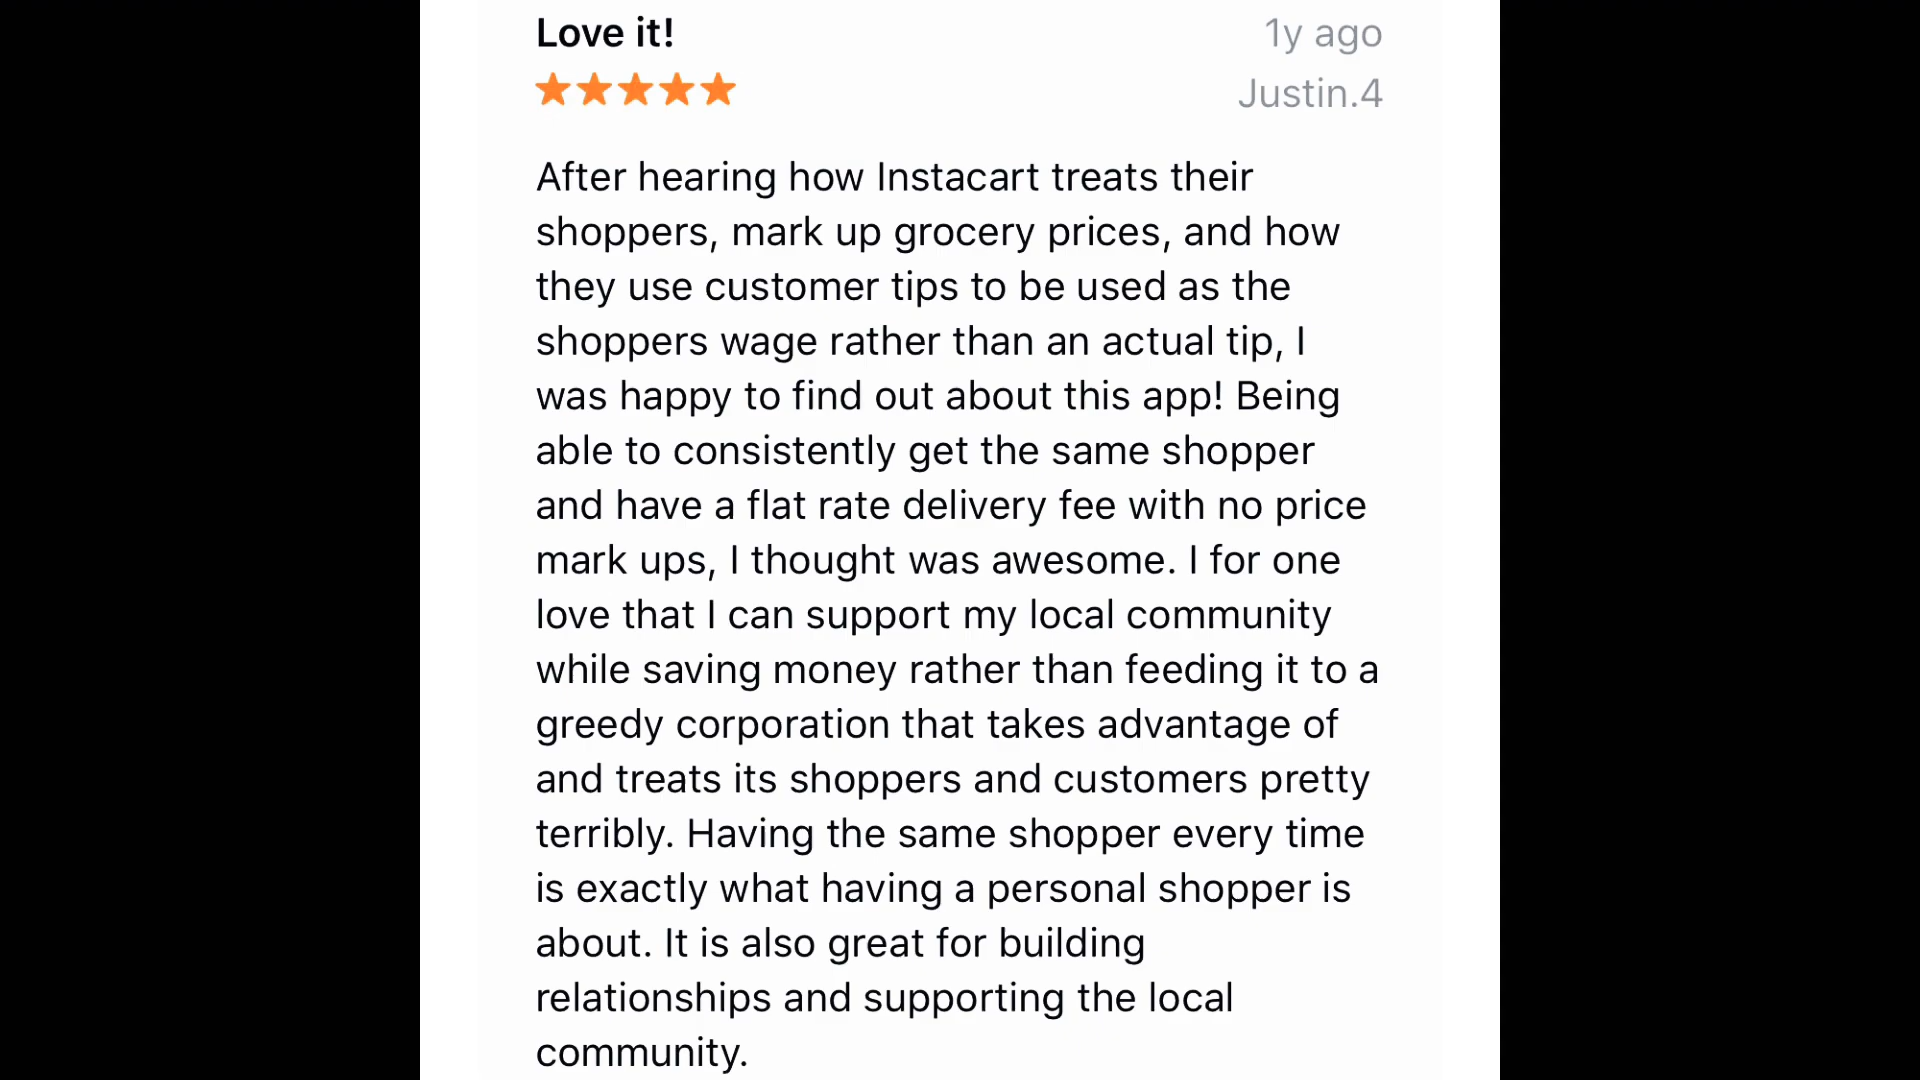 Love it!
1y ago
Justin.4
After hearing how Instacart treats their
shoppers, mark up grocery prices, and how
they use customer tips to be used as the
shoppers wage rather than an actual tip, I
was happy to find out about this app! Being
able to consistently get the same shopper
and have a flat rate delivery fee with no price
mark ups, I thought was awesome. I for one
love that I can support my local community
while saving money rather than feeding it to a
greedy corporation that takes advantage of
and treats its shoppers and customers pretty
terribly. Having the same shopper every time
is exactly what having a personal shopper is
about. It is also great for building
relationships and supporting the local
community.